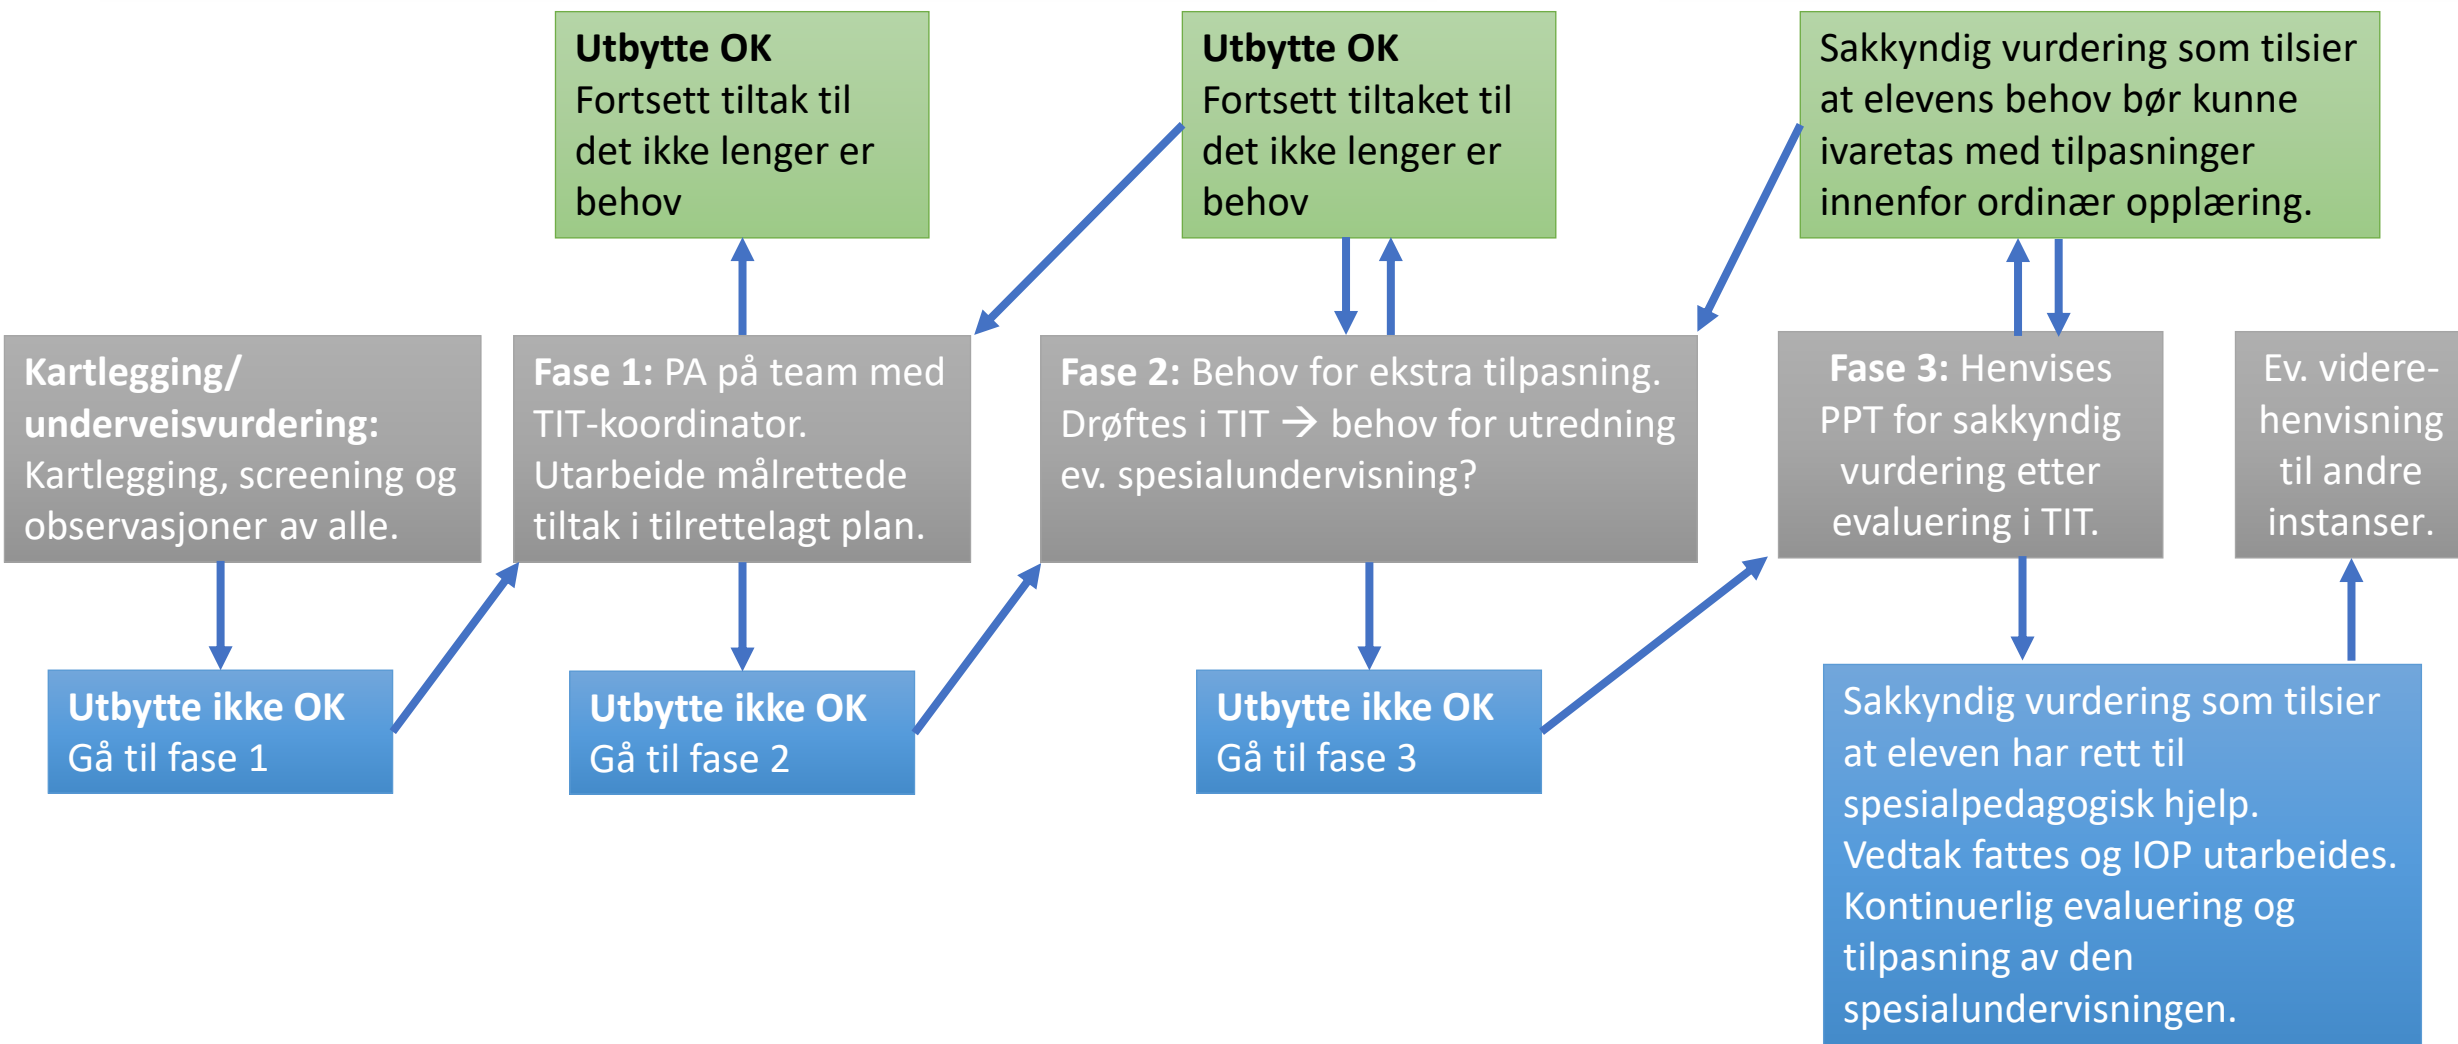 Utbytte OK
Fortsett tiltak til
det ikke lenger er
behov
Utbytte OK
Fortsett tiltaket til
det ikke lenger er
behov
Sakkyndig vurdering som tilsier
at elevens behov bør kunne
ivaretas med tilpasninger
innenfor ordinær opplæring.
Kartlegging/
underveisvurdering:
Kartlegging, screening og
observasjoner av alle.
Fase 1: PA på team med
TIT-koordinator.
Utarbeide målrettede
tiltak i tilrettelagt plan.
Fase 2: Behov for ekstra tilpasning.
Drøftes i TIT → behov for utredning
ev. spesialundervisning?
Fase 3: Henvises
PPT for sakkyndig
vurdering etter
evaluering i TIT.
Ev. videre-
henvisning
til andre
instanser.
Utbytte ikke OK
Gå til fase 1
Utbytte ikke OK
Gå til fase 2
Utbytte ikke OK
Gå til fase 3
Sakkyndig vurdering som tilsier
at eleven har rett til
spesialpedagogisk hjelp.
Vedtak fattes og IOP utarbeides.
Kontinuerlig evaluering og
tilpasning av den
spesialundervisningen.